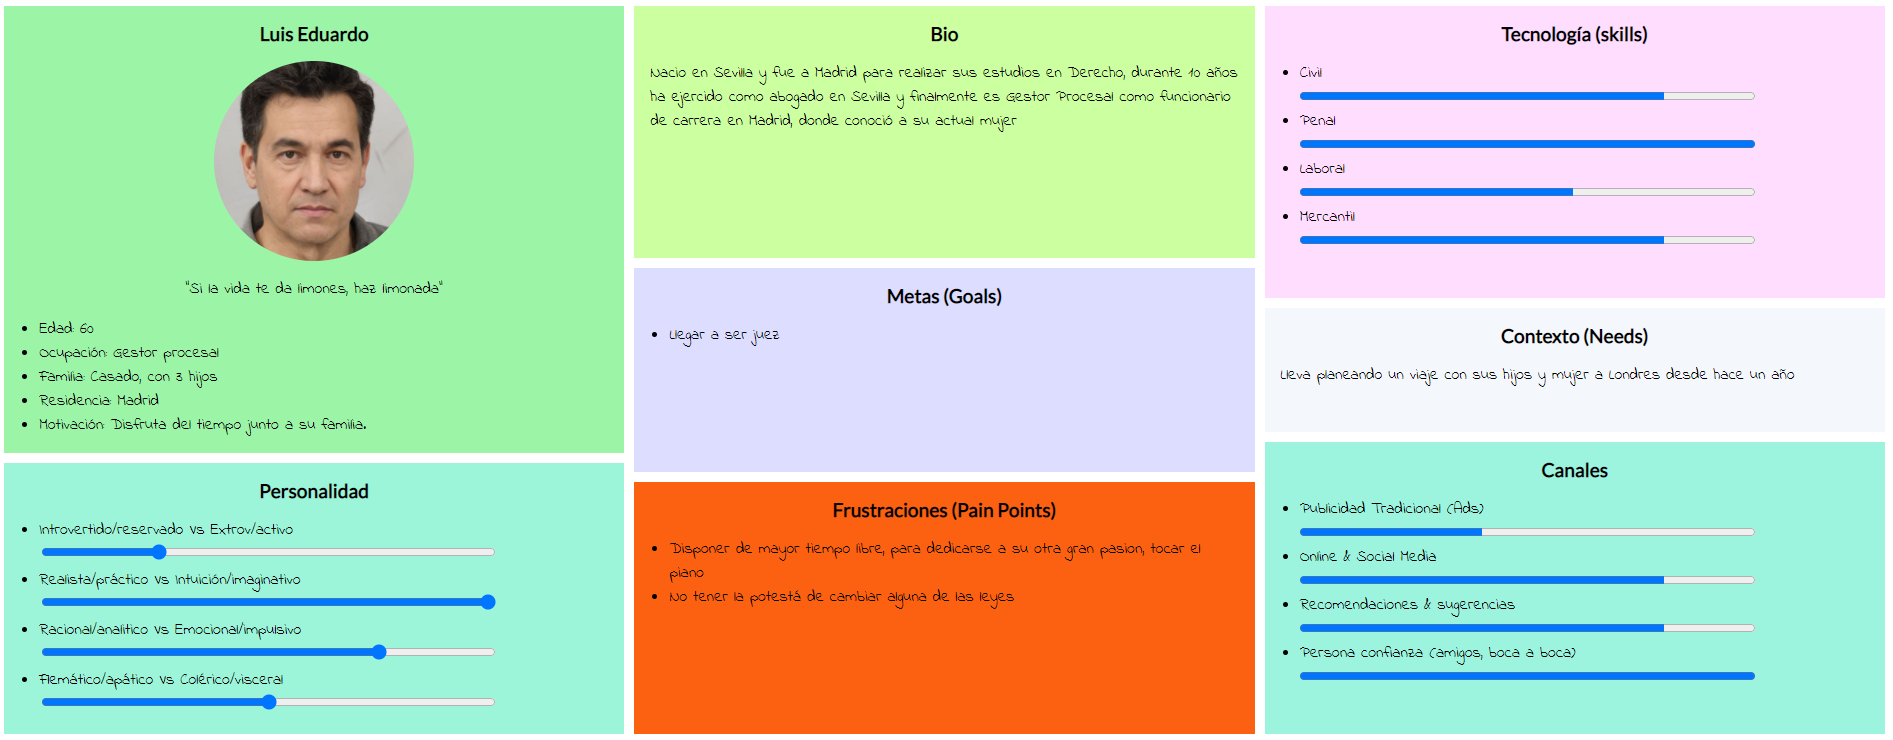 Luis Eduardo
"Si la vida te da limones, haz limonada"
Edad: 60
Ocupación: Gestor procesal
Familia: Casado, con 3 hijos
Residencia: Madrid
Motivación: Disfruta del tiempo junto a su familia.
Personalidad
Introvertido/reservado Vs Extrov/activo
Realista/práctico Vs Intuición/imaginativo
Racional/analítico Vs Emocional/impulsivo
Flemático/apático Vs Colérico/visceral
Bio
Nacio en Sevilla y fue a Madrid para realizar sus estudios en Derecho, durante 10 años
ha ejercido como abogado en Sevilla y finalmente es Gestor Procesal como funcionario
de carrera en Madrid, donde conoció a su actual mujer
Metas (Goals)
Llegar a ser juez
Frustraciones (Pain Points)
Disponer de mayor tiempo libre, para dedicarse a su otra gran pasion, tocar el
piano
No tener la potestá de cambiar alguna de las leyes
Tecnología (skills)
Civil
Penal
Laboral
Mercantil
Contexto (Needs)
Lleva planeando un viaje con sus hijos y mujer a Londres desde hace un año
Canales
Publicidad Tradicional (Ads)
Online & Social Media
Recomendaciones & sugerencias
Persona confianza (amigos, boca a boca)